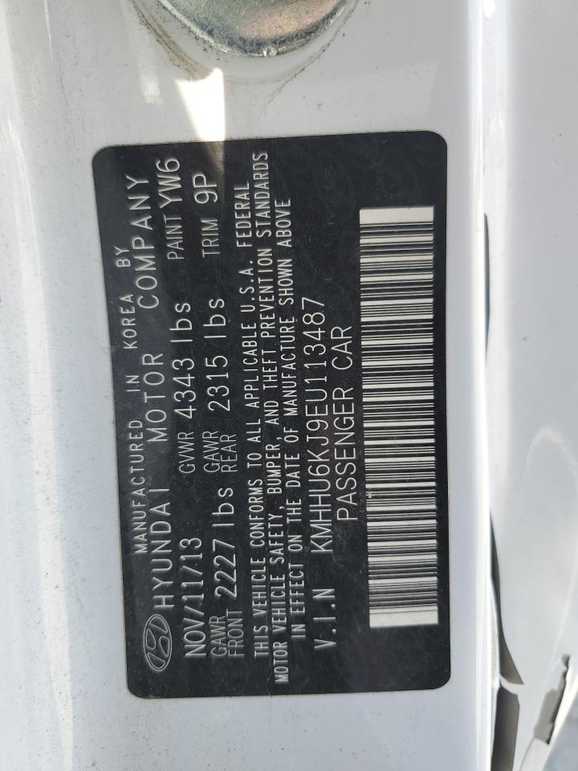 MANUFACTURED IN KOREA BY
HYUNDAI MOTOR COMPANY
NOV/11/13 GVWR 4343 lbs PAINT YW6
GAWR FRONT 2227 lbs GAWR REAR 2315 lbs TRIM 9P
THIS VEHICLE CONFORMS TO ALL APPLICABLE U.S.A. FEDERAL
MOTOR VEHICLE SAFETY, BUMPER, AND THEFT PREVENTION STANDARDS
IN EFFECT ON THE DATE OF MANUFACTURE SHOWN ABOVE
V.I.N KMHHU6KJ9EU113487
PASSENGER CAR